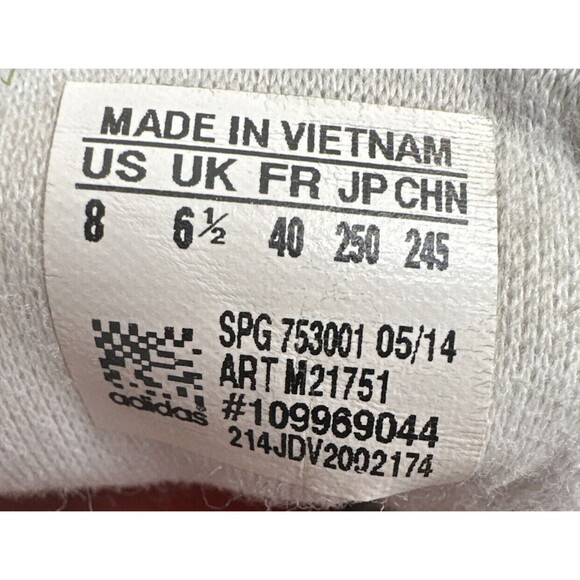 MADE IN VIETNAM
US UK FR JP CHN
8 6½ 40 250 245
SPG 753001 05/14
ART M21751
#109969044
214JDV2002174
adidas